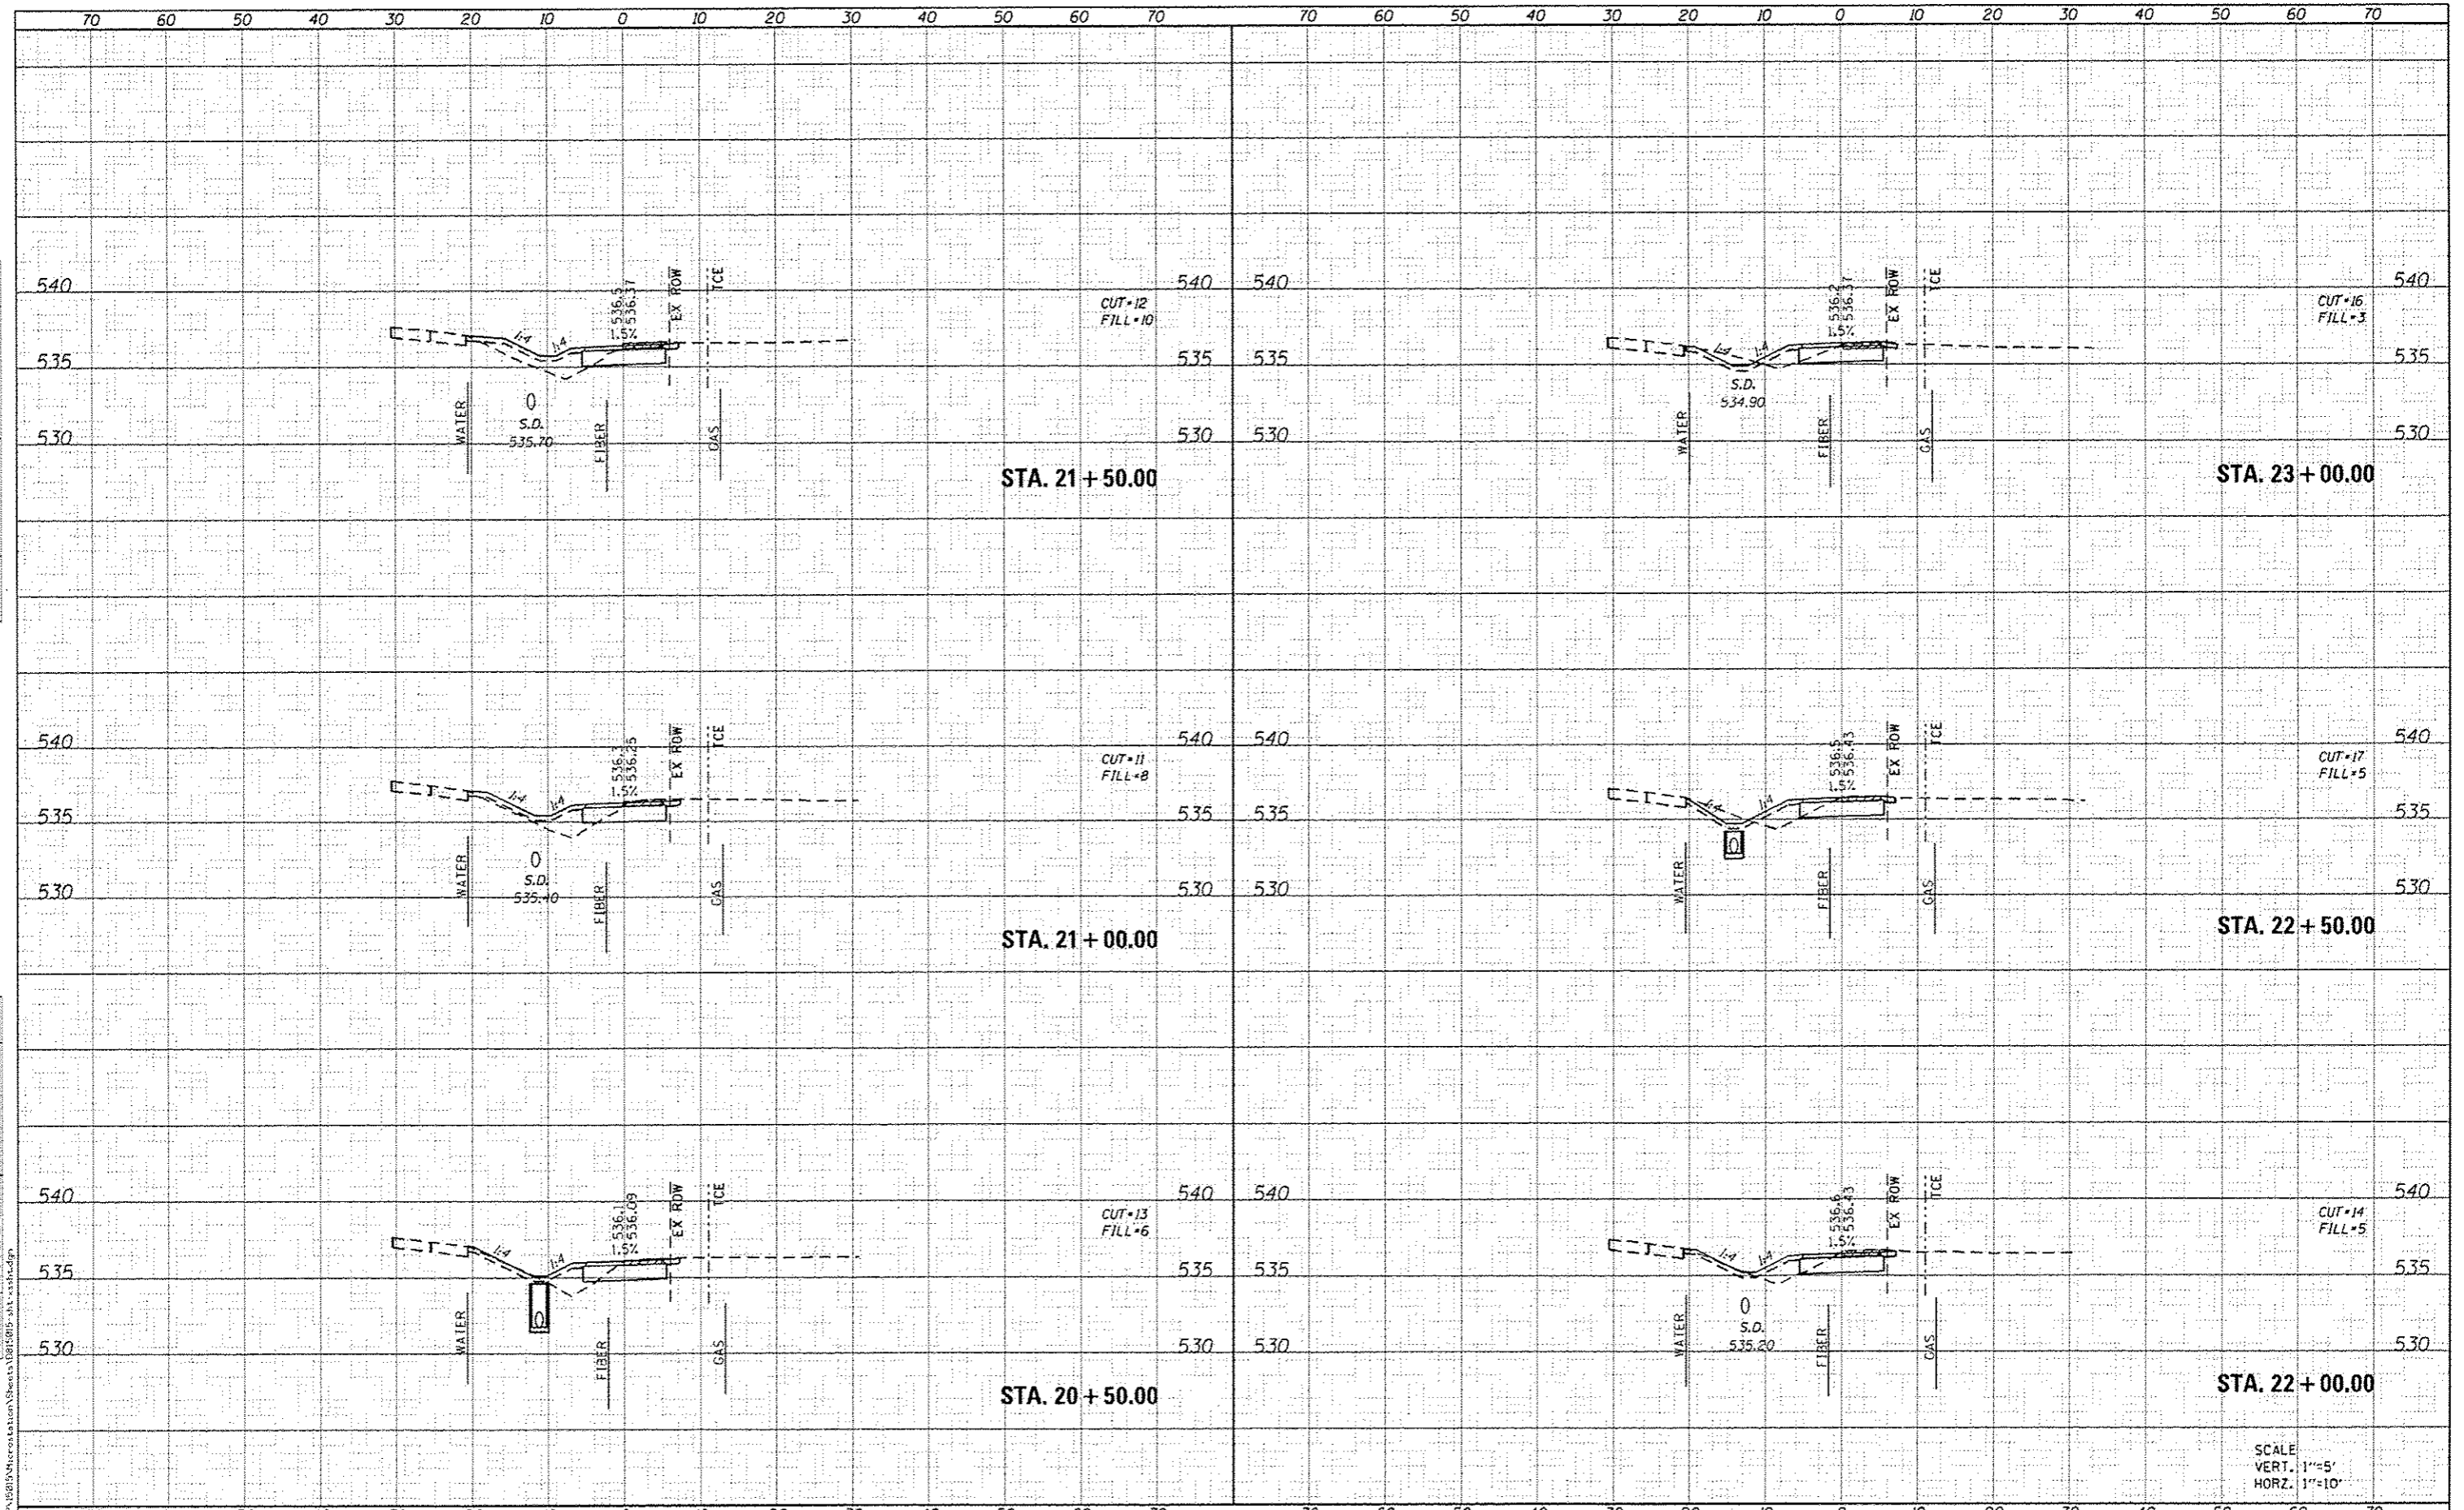 70 60 50 40 30 20 10 0 10 20 30 40 50 60 70 70 60 50 40 30 20 10 0 10 20 30 40 50 60 70
540
536.5
536.37
1.5%
EX ROW
TCE
1:4
1:4
CUT=12
FILL=10
540
535
535
WATER
S.D.
535.70
FIBER
GAS
530
530
STA. 21+50.00
540
536.2
536.37
1.5%
EX ROW
TCE
1:4
1:4
CUT=16
FILL=3
540
535
535
WATER
S.D.
534.90
FIBER
GAS
530
530
STA. 23+00.00
540
536.3
536.25
1.5%
EX ROW
TCE
1:4
1:4
CUT=11
FILL=8
540
535
535
WATER
S.D.
535.40
FIBER
GAS
530
530
STA. 21+00.00
540
536.5
536.43
1.5%
EX ROW
TCE
1:4
1:4
CUT=17
FILL=5
540
535
535
WATER
FIBER
GAS
530
530
STA. 22+50.00
540
536.1
536.09
1.5%
EX ROW
TCE
1:4
1:4
CUT=13
FILL=6
540
535
535
WATER
FIBER
GAS
530
530
STA. 20+50.00
540
536.6
536.43
1.5%
EX ROW
TCE
1:4
1:4
CUT=14
FILL=5
540
535
535
WATER
S.D.
535.20
FIBER
GAS
530
530
STA. 22+00.00
SCALE
VERT. 1"=5'
HORZ. 1"=10'